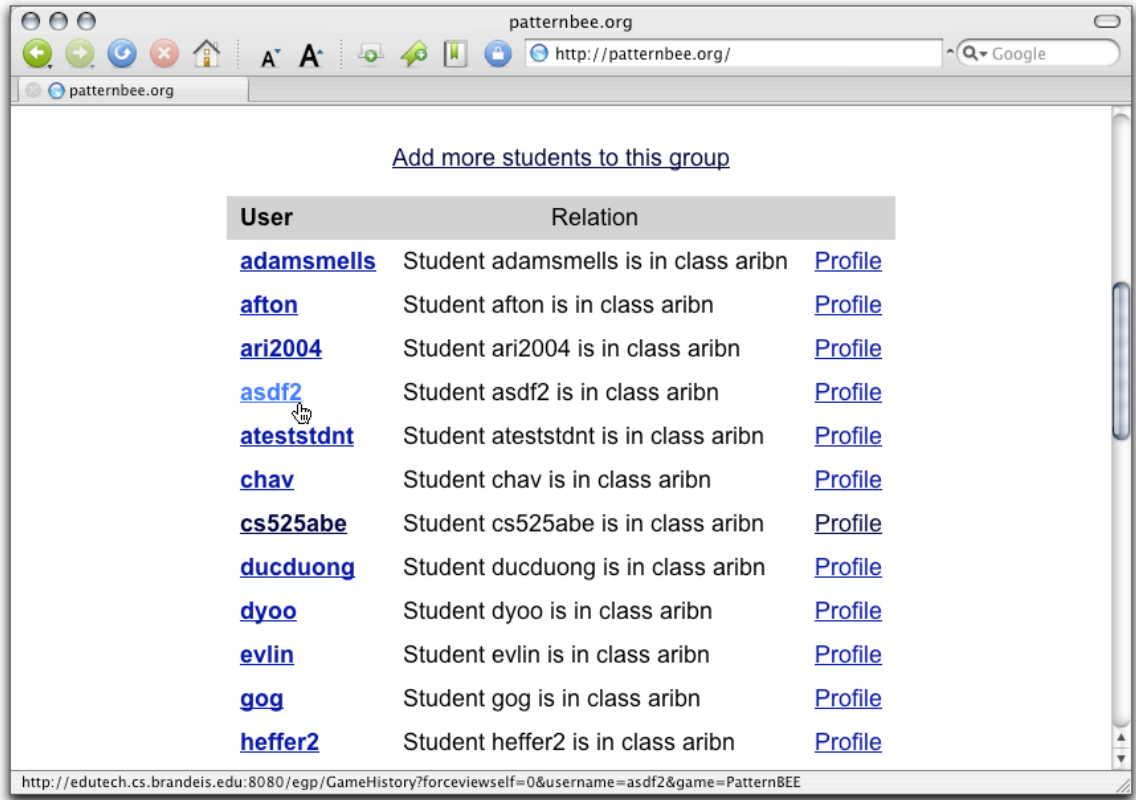 patternbee.org
A A http://patternbee.org/ Google
patternbee.org
Add more students to this group
User Relation
adamsmells Student adamsmells is in class aribn Profile
afton Student afton is in class aribn Profile
ari2004 Student ari2004 is in class aribn Profile
asdf2 Student asdf2 is in class aribn Profile
ateststdnt Student ateststdnt is in class aribn Profile
chav Student chav is in class aribn Profile
cs525abe Student cs525abe is in class aribn Profile
ducduong Student ducduong is in class aribn Profile
dyoo Student dyoo is in class aribn Profile
evlin Student evlin is in class aribn Profile
gog Student gog is in class aribn Profile
heffer2 Student heffer2 is in class aribn Profile
http://edutech.cs.brandeis.edu:8080/egp/GameHistory?forceviewself=0&username=asdf2&game=PatternBEE